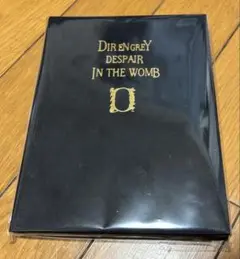 DIR EN GREY
DESPAIR
IN THE WOMB